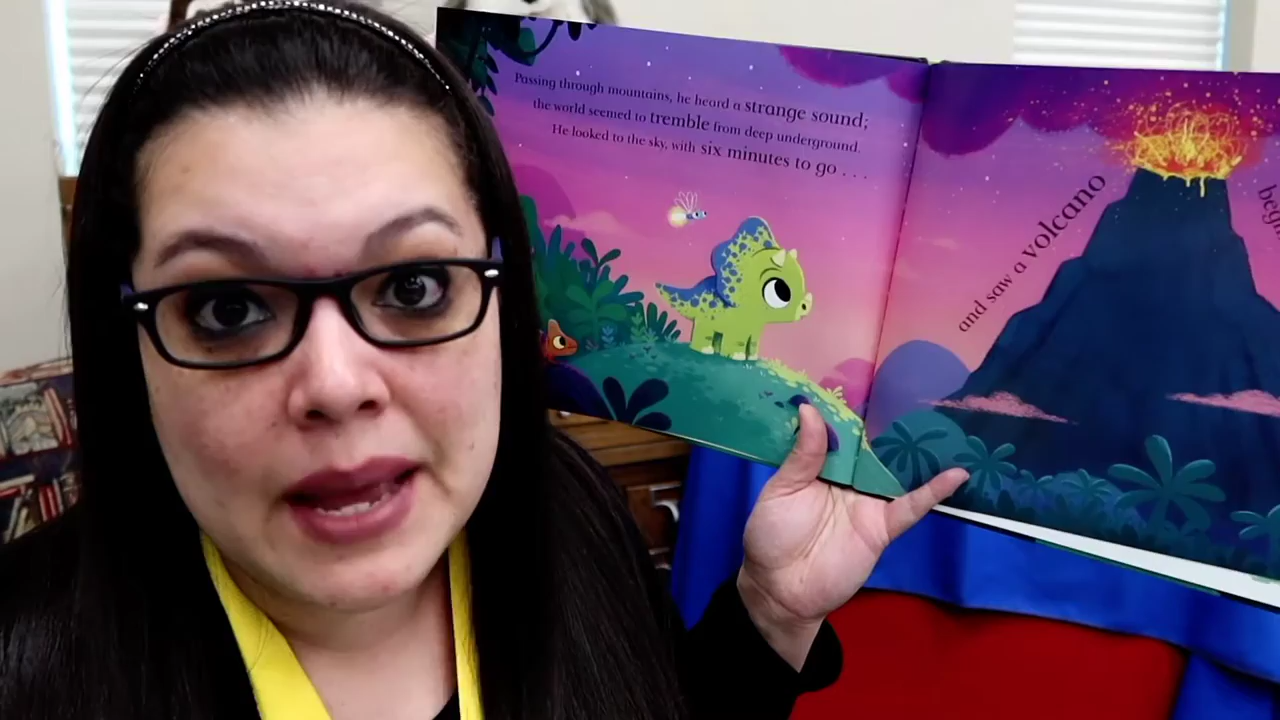 Passing through mountains, he heard a strange sound;
the world seemed to tremble from deep underground.
He looked to the sky, with six minutes to go . . .
and saw a volcano